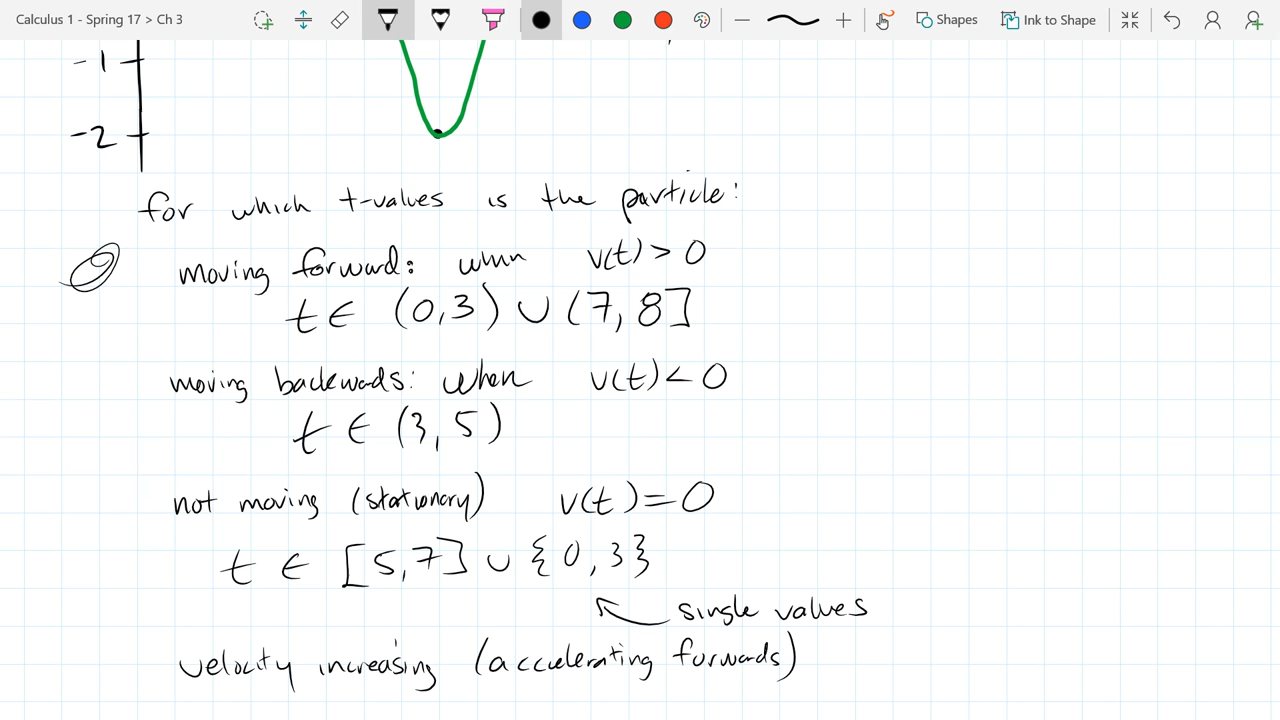 Calculus 1 - Spring 17 > Ch 3
Shapes
Ink to Shape
-1
-2
for which t-values is the particle:
moving forward: when v(t) > 0
t ∈ (0,3) ∪ (7,8]
moving backwards: when v(t) < 0
t ∈ (3,5)
not moving (stationary) v(t) = 0
t ∈ [5,7] ∪ {0,3}
single values
velocity increasing (accelerating forwards)